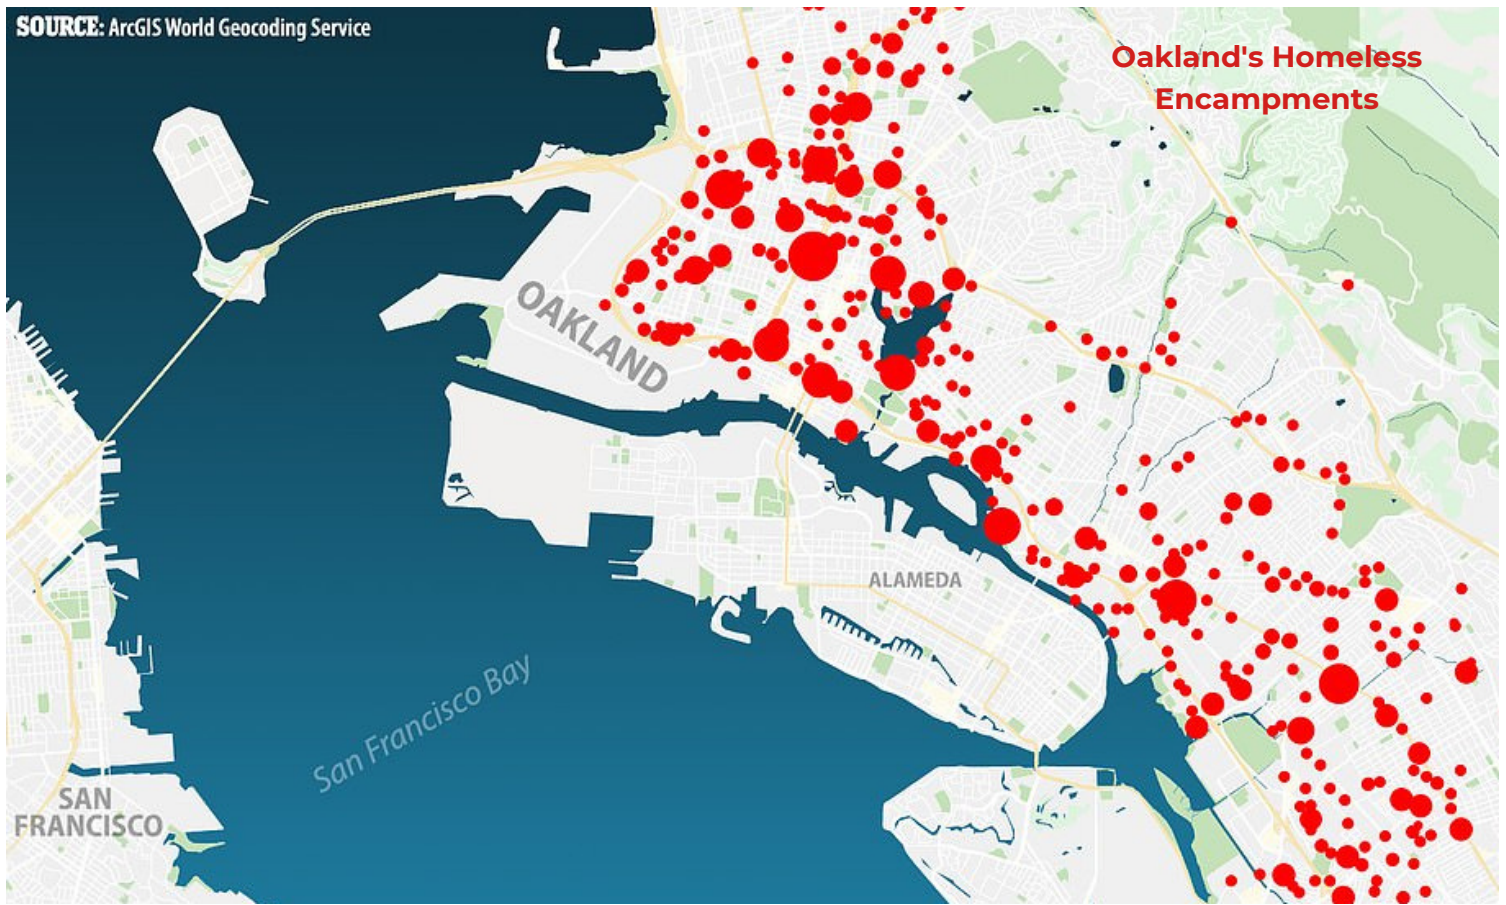 SOURCE: ArcGIS World Geocoding Service
Oakland's Homeless
Encampments
OAKLAND
ALAMEDA
San Francisco Bay
SAN
FRANCISCO